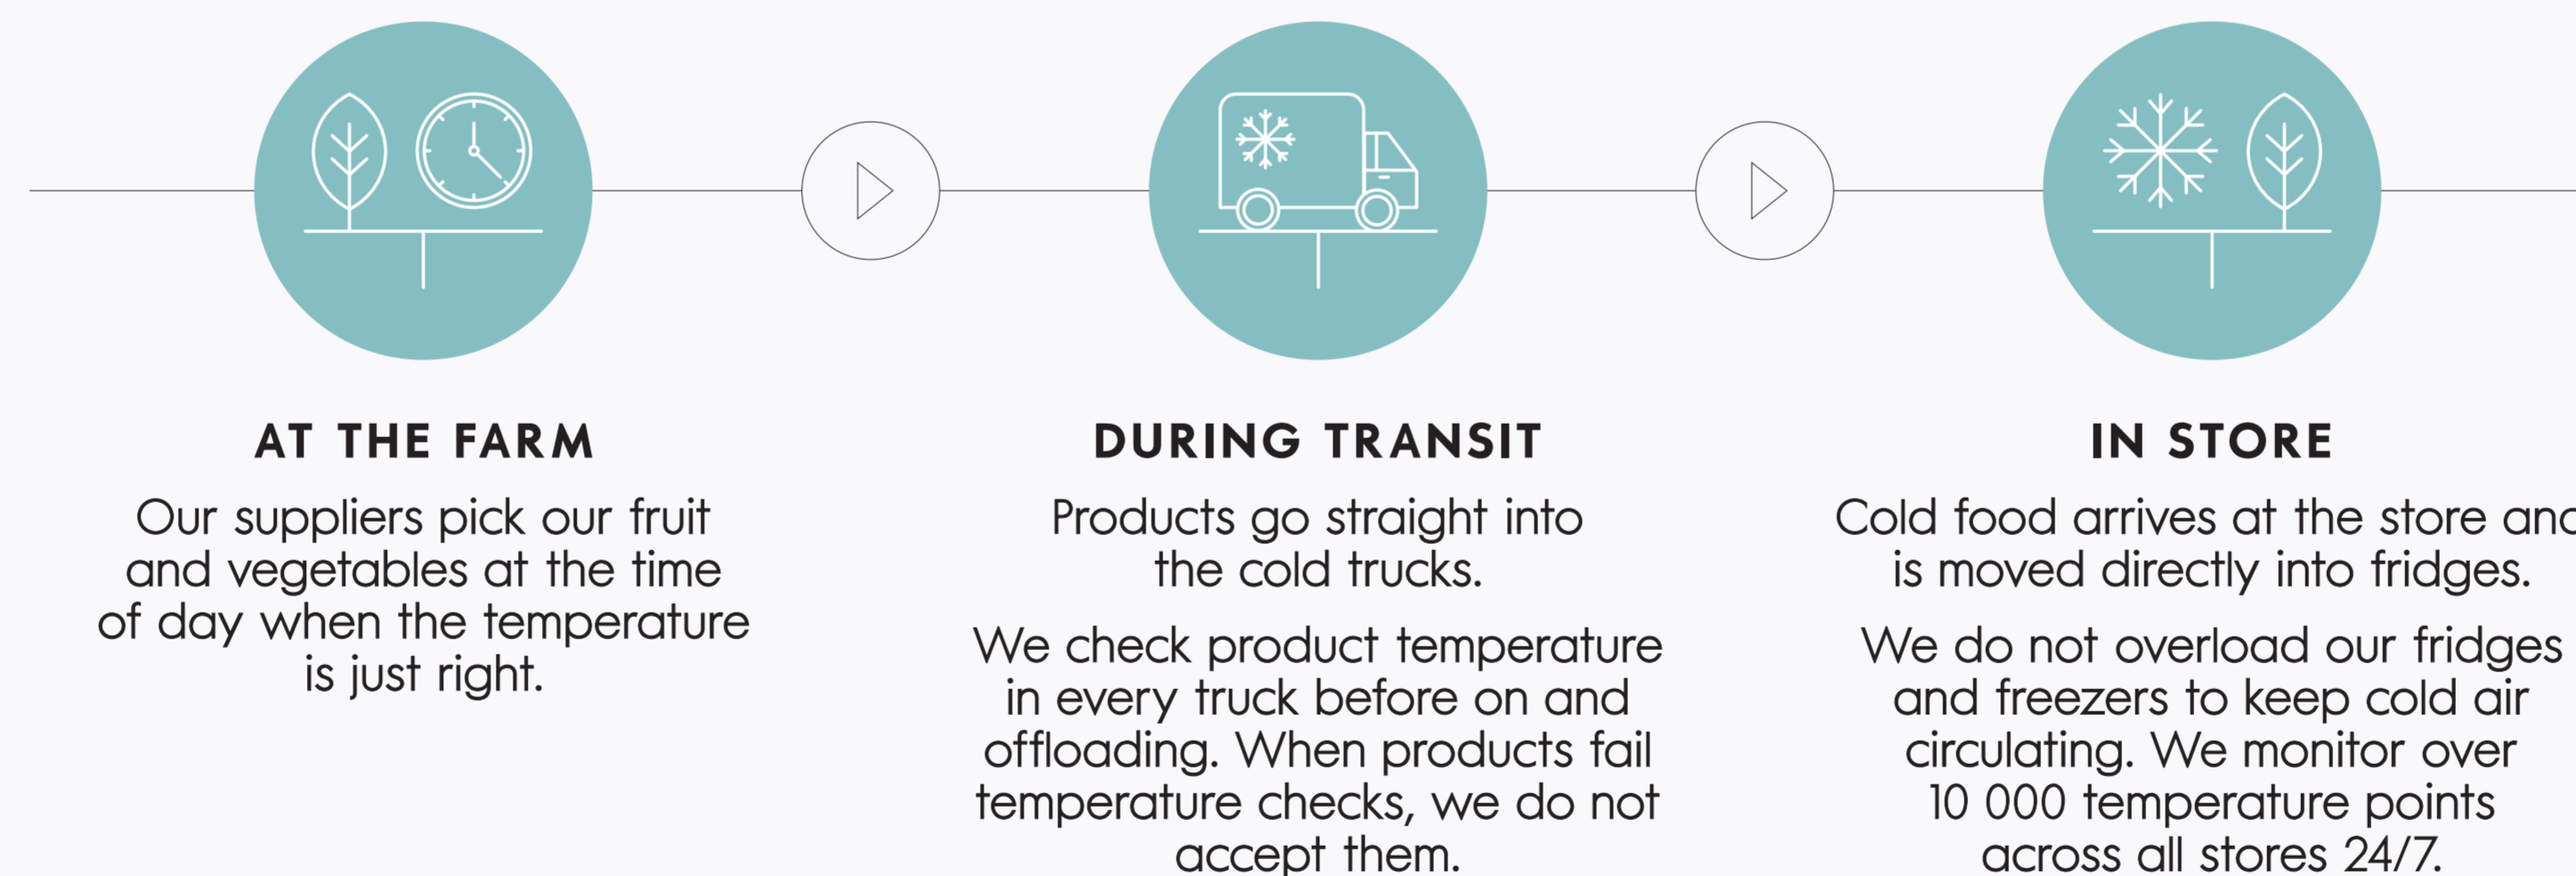 AT THE FARM
Our suppliers pick our fruit
and vegetables at the time
of day when the temperature
is just right.
DURING TRANSIT
Products go straight into
the cold trucks.
We check product temperature
in every truck before on and
offloading. When products fail
temperature checks, we do not
accept them.
IN STORE
Cold food arrives at the store and
is moved directly into fridges.
We do not overload our fridges
and freezers to keep cold air
circulating. We monitor over
10 000 temperature points
across all stores 24/7.